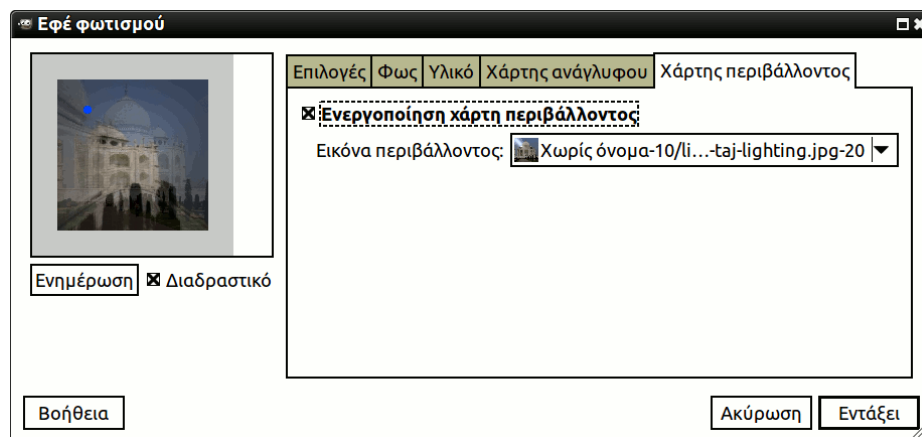 Εφέ φωτισμού
Επιλογές Φως Υλικό Χάρτης ανάγλυφου Χάρτης περιβάλλοντος
Ενεργοποίηση χάρτη περιβάλλοντος
Εικόνα περιβάλλοντος: Χωρίς όνομα-10/li...-taj-lighting.jpg-20
Ενημέρωση Διαδραστικό
Βοήθεια Ακύρωση Εντάξει